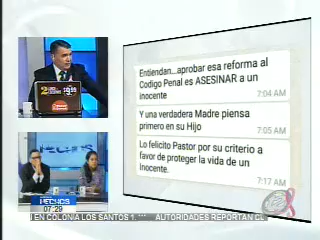 Entiendan...aprobar esa reforma al
Codigo Penal es ASESINAR a un
inocente
7:04 AM
Y una verdadera Madre piensa
primero en su Hijo
7:05 AM
Lo felicito Pastor por su criterio a
favor de proteger la vida de un
Inocente.
7:17 AM
HECHOS
07:29
EN COLONIA LOS SANTOS 1. *** AUTORIDADES REPORTAN